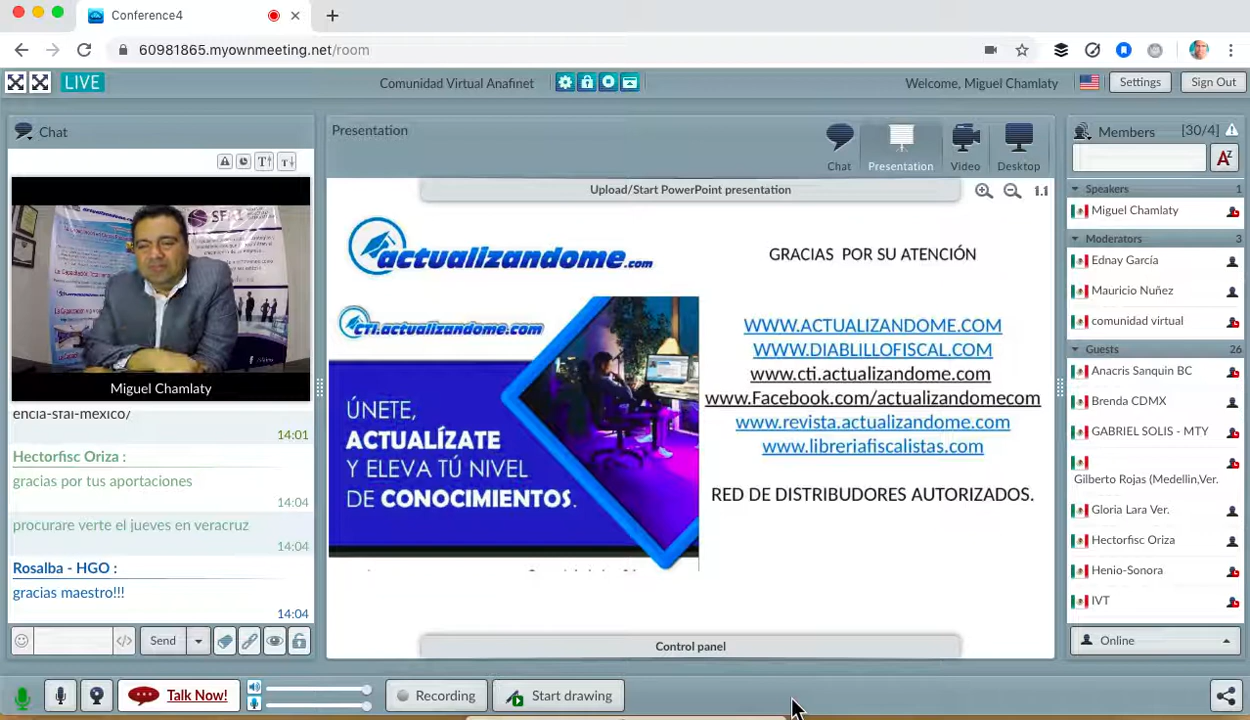 Conference4
60981865.myownmeeting.net/room
LIVE
Comunidad Virtual Anafinet
Welcome, Miguel Chamlaty
Settings
Sign Out
Chat
Miguel Chamlaty
encia-sfai-mexico/
14:01
Hectorfisc Oriza :
gracias por tus aportaciones
14:04
procurare verte el jueves en veracruz
14:04
Rosalba - HGO :
gracias maestro!!!
14:04
Send
Presentation
Chat
Presentation
Video
Desktop
Upload/Start PowerPoint presentation
1.1
actualizandome.com
cti.actualizandome.com
ÚNETE,
ACTUALÍZATE
Y ELEVA TÚ NIVEL
DE CONOCIMIENTOS.
GRACIAS POR SU ATENCIÓN
WWW.ACTUALIZANDOME.COM
WWW.DIABLILLOFISCAL.COM
www.cti.actualizandome.com
www.Facebook.com/actualizandomecom
www.revista.actualizandome.com
www.libreriafiscalistas.com
RED DE DISTRIBUDORES AUTORIZADOS.
Control panel
Members [30/4]
Speakers 1
Miguel Chamlaty
Moderators 3
Ednay García
Mauricio Nuñez
comunidad virtual
Guests 26
Anacris Sanquin BC
Brenda CDMX
GABRIEL SOLIS - MTY
Gilberto Rojas (Medellin,Ver.
Gloria Lara Ver.
Hectorfisc Oriza
Henio-Sonora
IVT
Online
Talk Now!
Recording
Start drawing